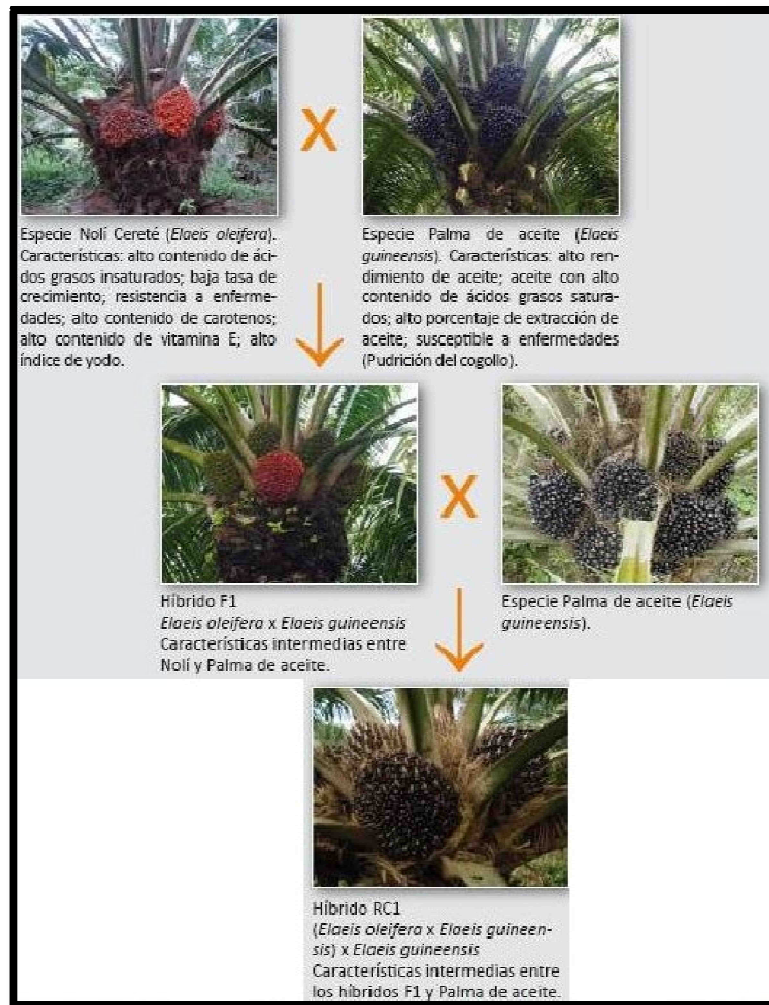 X
Especie Nolí Cereté (Elaeis oleifera).
Características: alto contenido de áci-
dos grasos insaturados; baja tasa de
crecimiento; resistencia a enferme-
dades; alto contenido de carotenos;
alto contenido de vitamina E; alto
índice de yodo.
Especie Palma de aceite (Elaeis
guineensis). Características: alto ren-
dimiento de aceite; aceite con alto
contenido de ácidos grasos satura-
dos; alto porcentaje de extracción de
aceite; susceptible a enfermedades
(Pudrición del cogollo).
X
Híbrido F1
Elaeis oleifera x Elaeis guineensis
Características intermedias entre
Nolí y Palma de aceite.
Especie Palma de aceite (Elaeis
guineensis).
Híbrido RC1
(Elaeis oleifera x Elaeis guineen-
sis) x Elaeis guineensis
Características intermedias entre
los híbridos F1 y Palma de aceite.